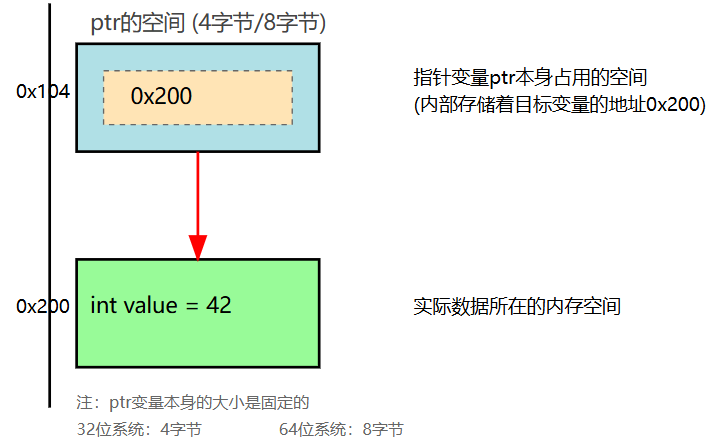 ptr的空间 (4字节/8字节)
0x104
0x200
指针变量ptr本身占用的空间
(内部存储着目标变量的地址0x200)
0x200
int value = 42
实际数据所在的内存空间
注：ptr变量本身的大小是固定的
32位系统：4字节 64位系统：8字节